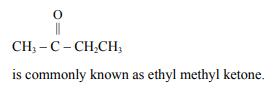 O
||
CH₃ – C – CH₂CH₃
is commonly known as ethyl methyl ketone.